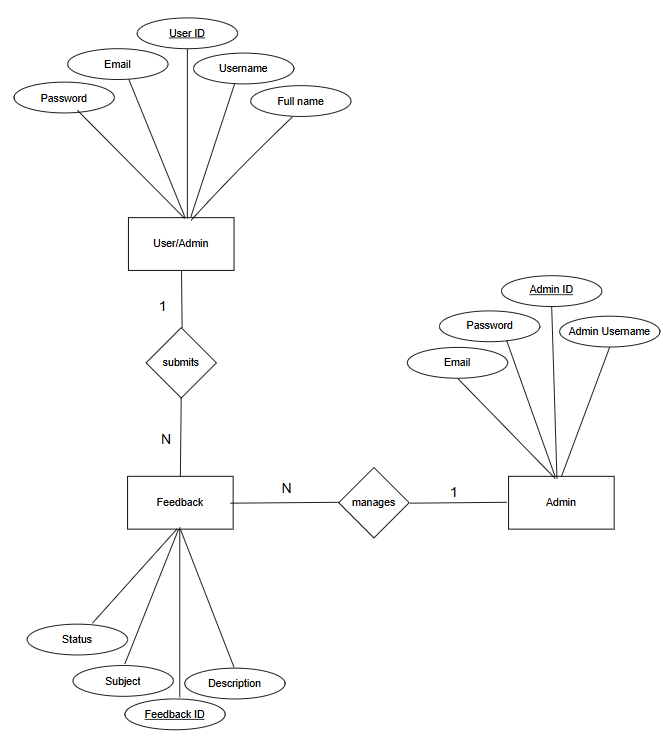 User ID
Email
Username
Password
Full name
User/Admin
1
submits
N
Admin ID
Password
Admin Username
Email
Feedback
N
manages
1
Admin
Status
Subject
Description
Feedback ID